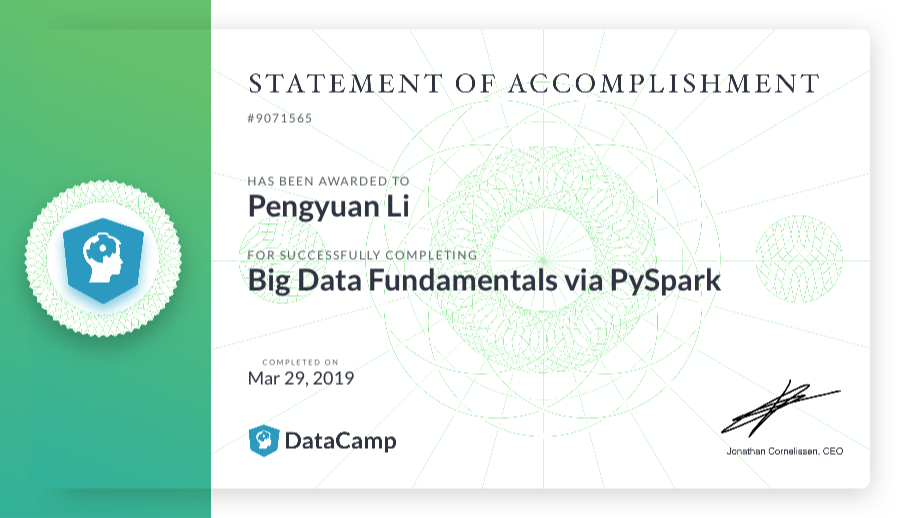 STATEMENT OF ACCOMPLISHMENT
#9071565
HAS BEEN AWARDED TO
Pengyuan Li
FOR SUCCESSFULLY COMPLETING
Big Data Fundamentals via PySpark
COMPLETED ON
Mar 29, 2019
DataCamp
Jonathan Cornelissen, CEO